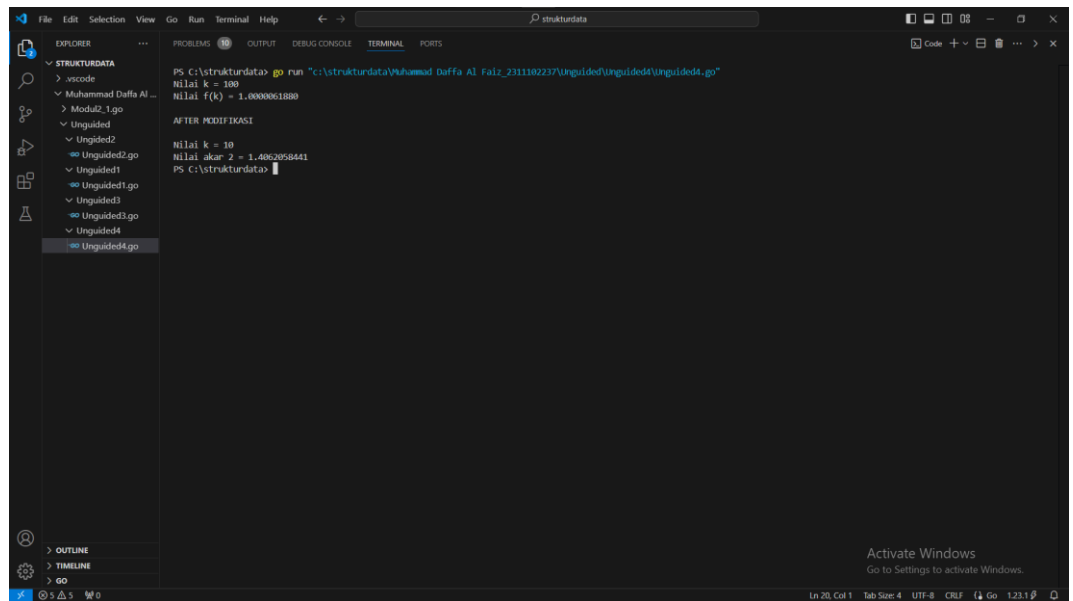 File Edit Selection View Go Run Terminal Help
strukturdata
EXPLORER
PROBLEMS 10 OUTPUT DEBUG CONSOLE TERMINAL PORTS
Code
STRUKTURDATA
.vscode
Muhammad Daffa Al ...
Modul2_1.go
Unguided
Ungided2
Unguided2.go
Unguided1
Unguided1.go
Unguided3
Unguided3.go
Unguided4
Unguided4.go
OUTLINE
TIMELINE
GO
PS C:\strukturdata> go run "c:\strukturdata\Muhammad Daffa Al Faiz_2311102237\Unguided\Unguided4\Unguided4.go"
Nilai k = 100
Nilai f(k) = 1.0000061880
AFTER MODIFIKASI
Nilai k = 10
Nilai akar 2 = 1.4062058441
PS C:\strukturdata>
Activate Windows
Go to Settings to activate Windows.
2
5 5 0
Ln 20, Col 1 Tab Size: 4 UTF-8 CRLF Go 1.23.1